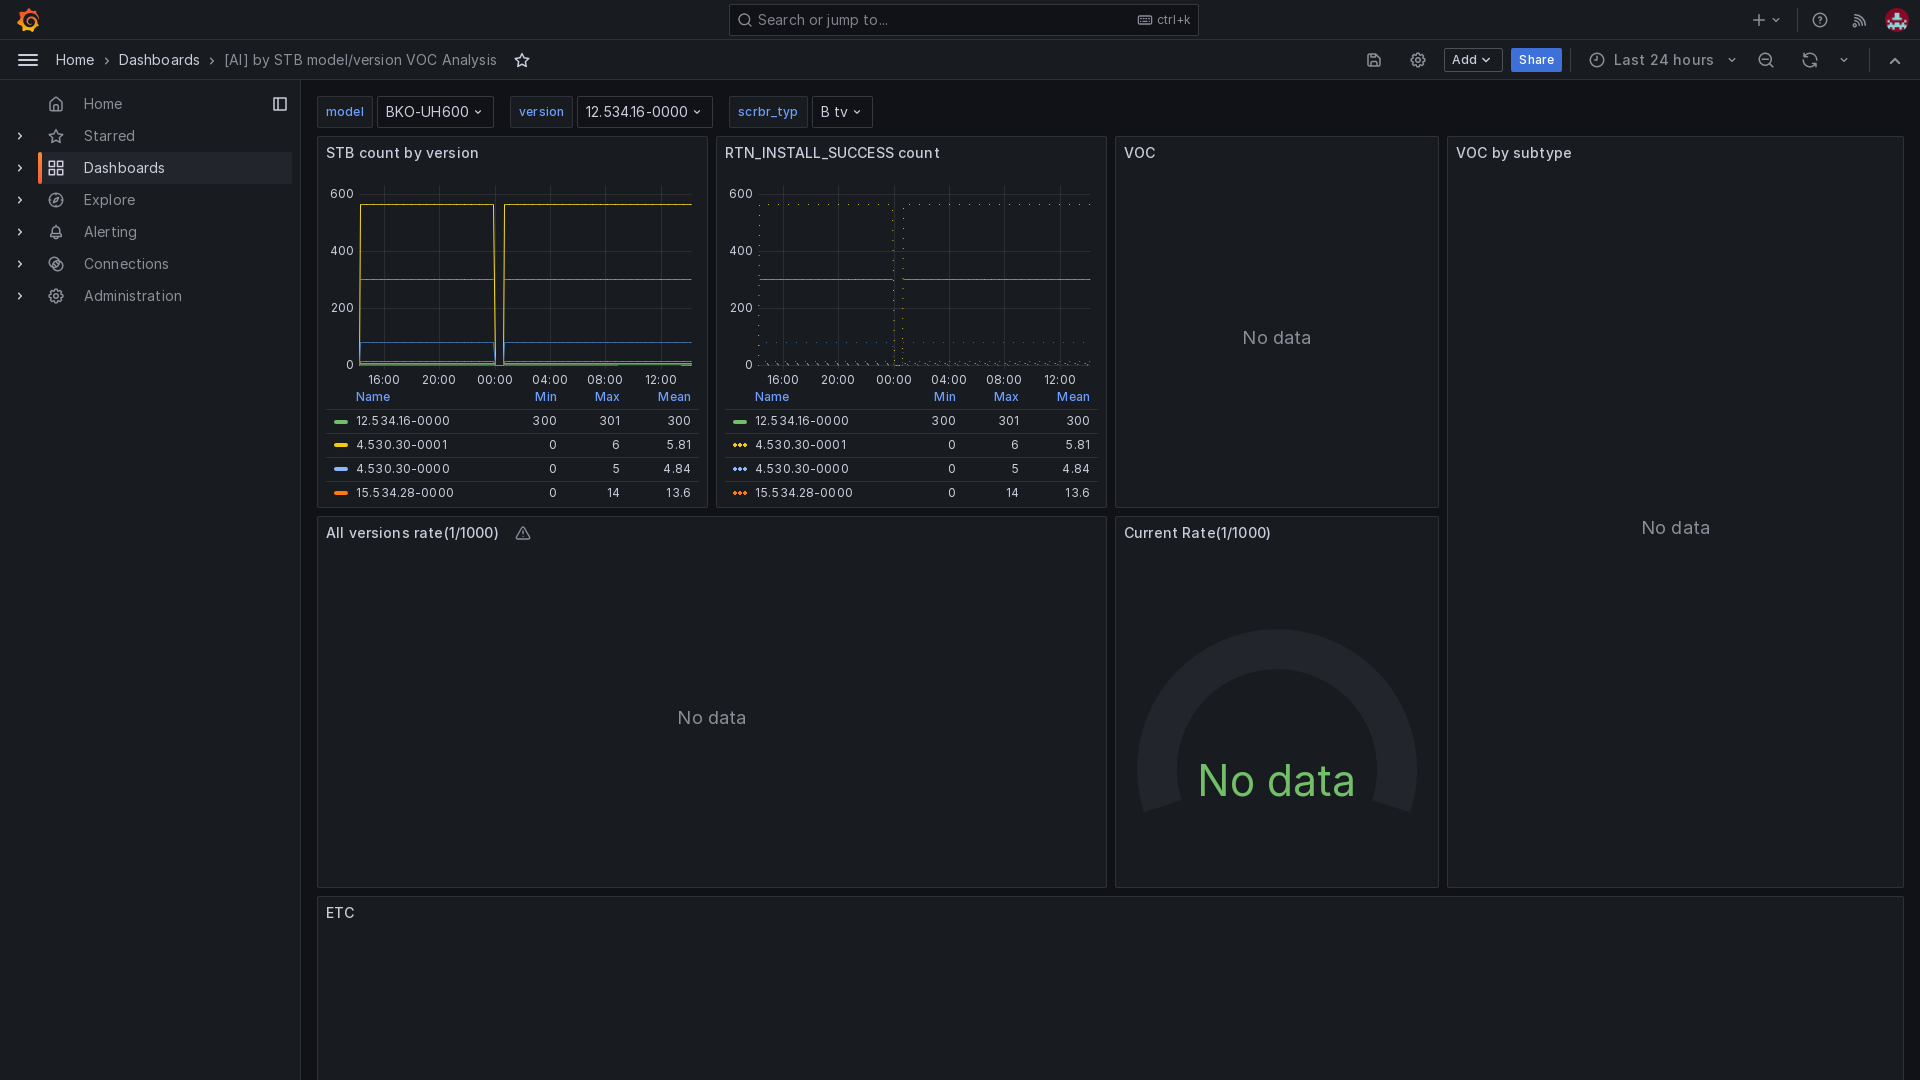 Search or jump to...
ctrl+k
Home
Dashboards
[AI] by STB model/version VOC Analysis
Add
Share
Last 24 hours
Home
Starred
Dashboards
Explore
Alerting
Connections
Administration
model
BKO-UH600
version
12.534.16-0000
scrbr_typ
B tv
STB count by version
600
400
200
0
16:00 20:00 00:00 04:00 08:00 12:00
Name Min Max Mean
12.534.16-0000 300 301 300
4.530.30-0001 0 6 5.81
4.530.30-0000 0 5 4.84
15.534.28-0000 0 14 13.6
RTN_INSTALL_SUCCESS count
600
400
200
0
16:00 20:00 00:00 04:00 08:00 12:00
Name Min Max Mean
12.534.16-0000 300 301 300
4.530.30-0001 0 6 5.81
4.530.30-0000 0 5 4.84
15.534.28-0000 0 14 13.6
VOC
No data
VOC by subtype
No data
All versions rate(1/1000)
No data
Current Rate(1/1000)
No data
ETC